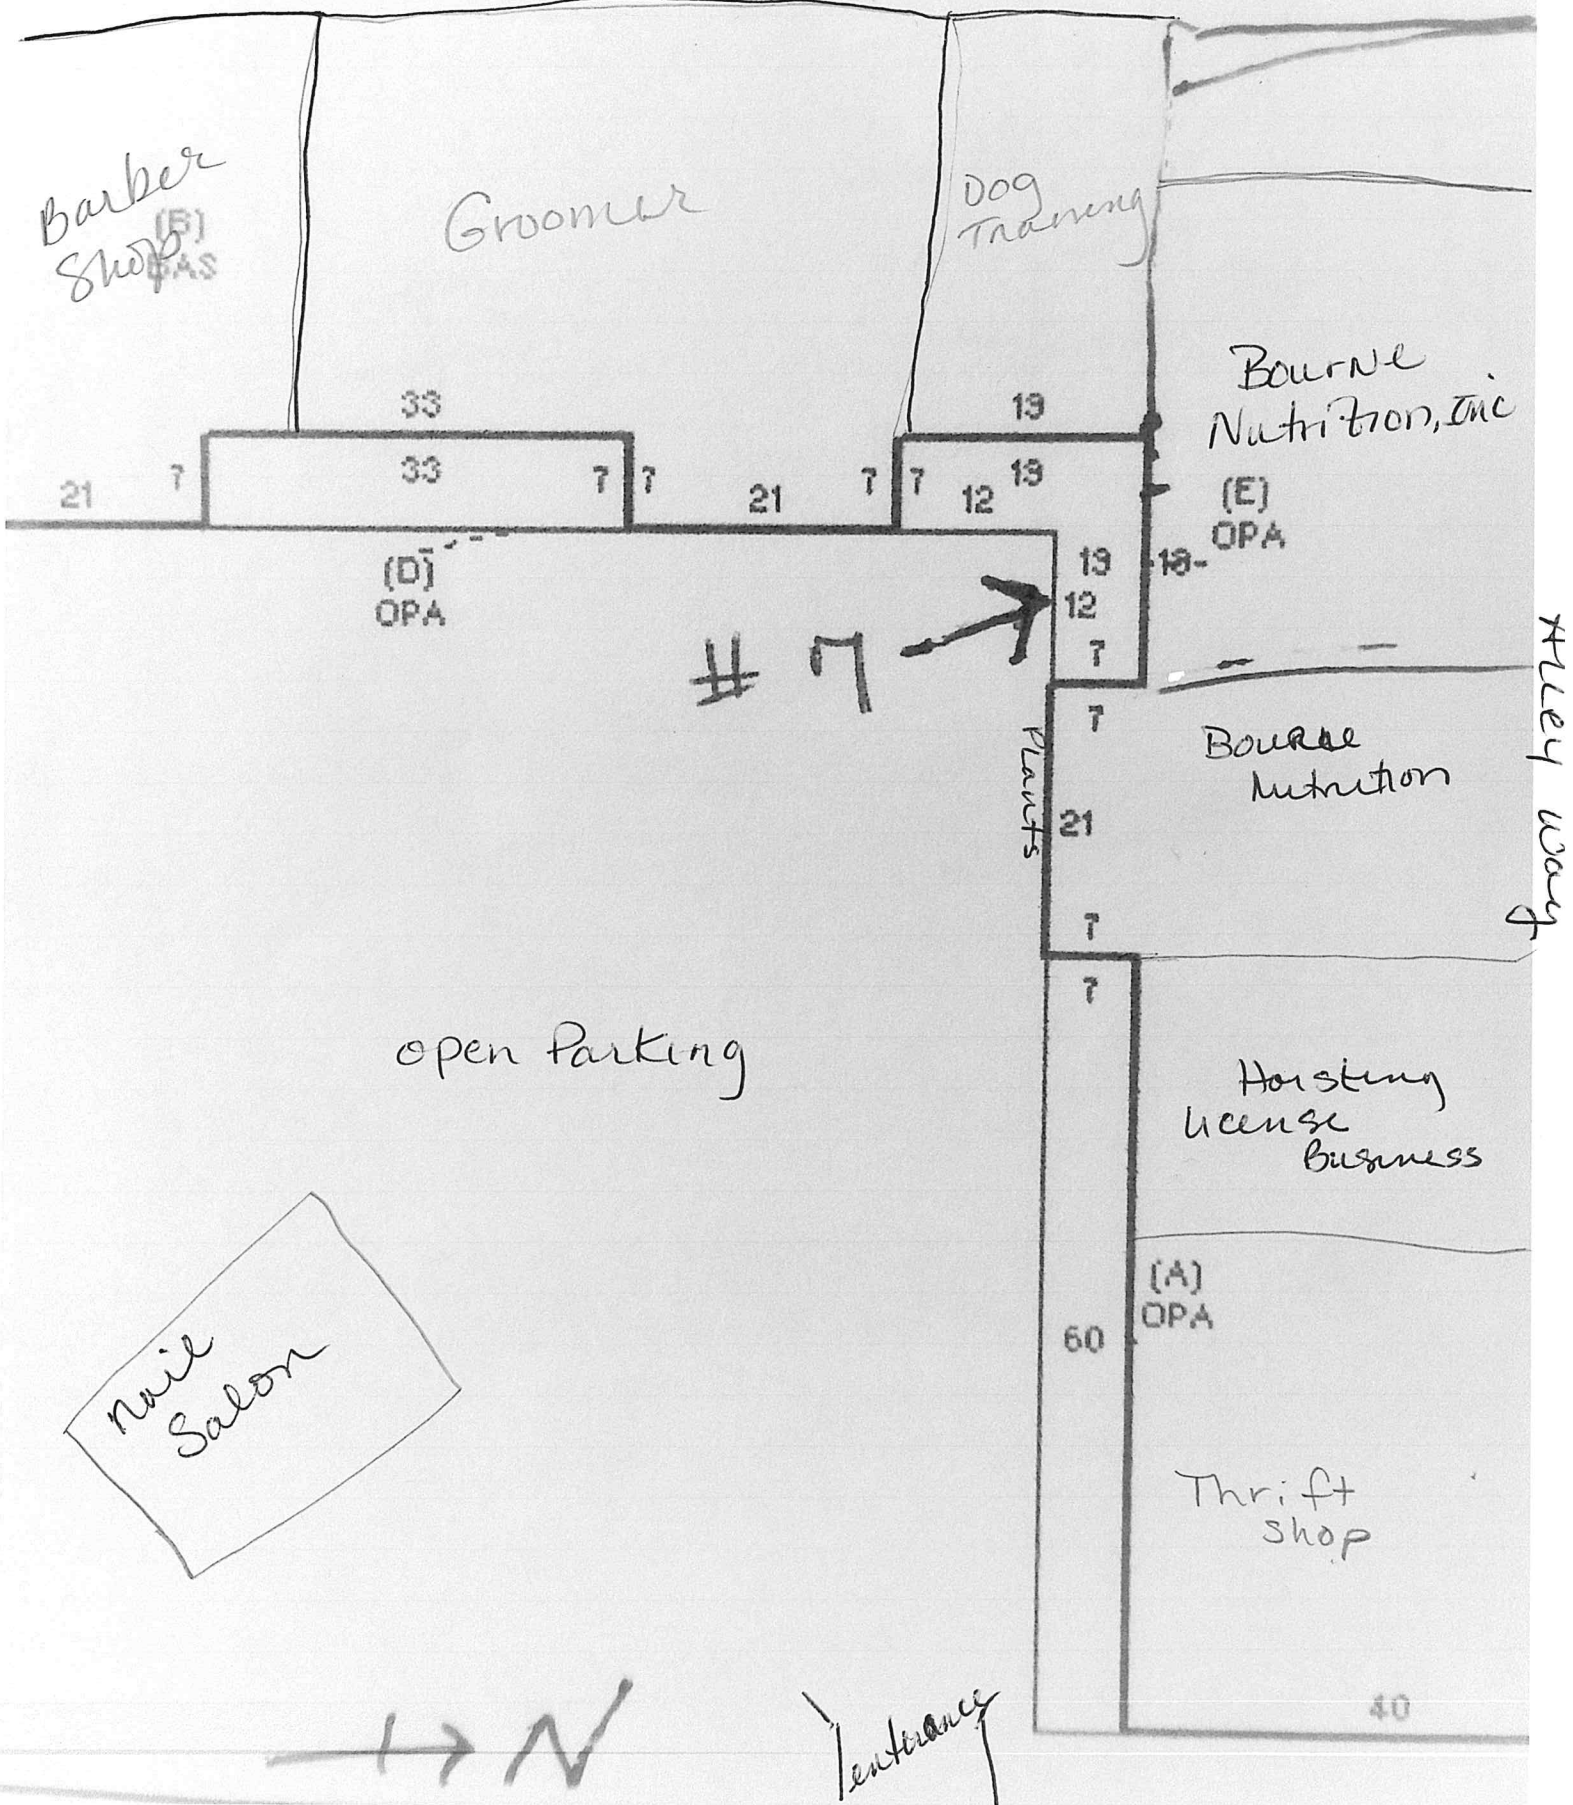 Barber
Shop
(B)
BAS
Groomer
Dog
Training
Bourne
Nutrition, Inc
33
19
21
7
33
7
7
21
7
7
12
19
(E)
OPA
(D)
OPA
19
18
12
# 7
7
7
Plants
21
Bourne
Nutrition
Alley way
7
7
open Parking
Hoisting
License
Business
(A)
OPA
60
nail
Salon
Thrift
shop
40
N
entrance